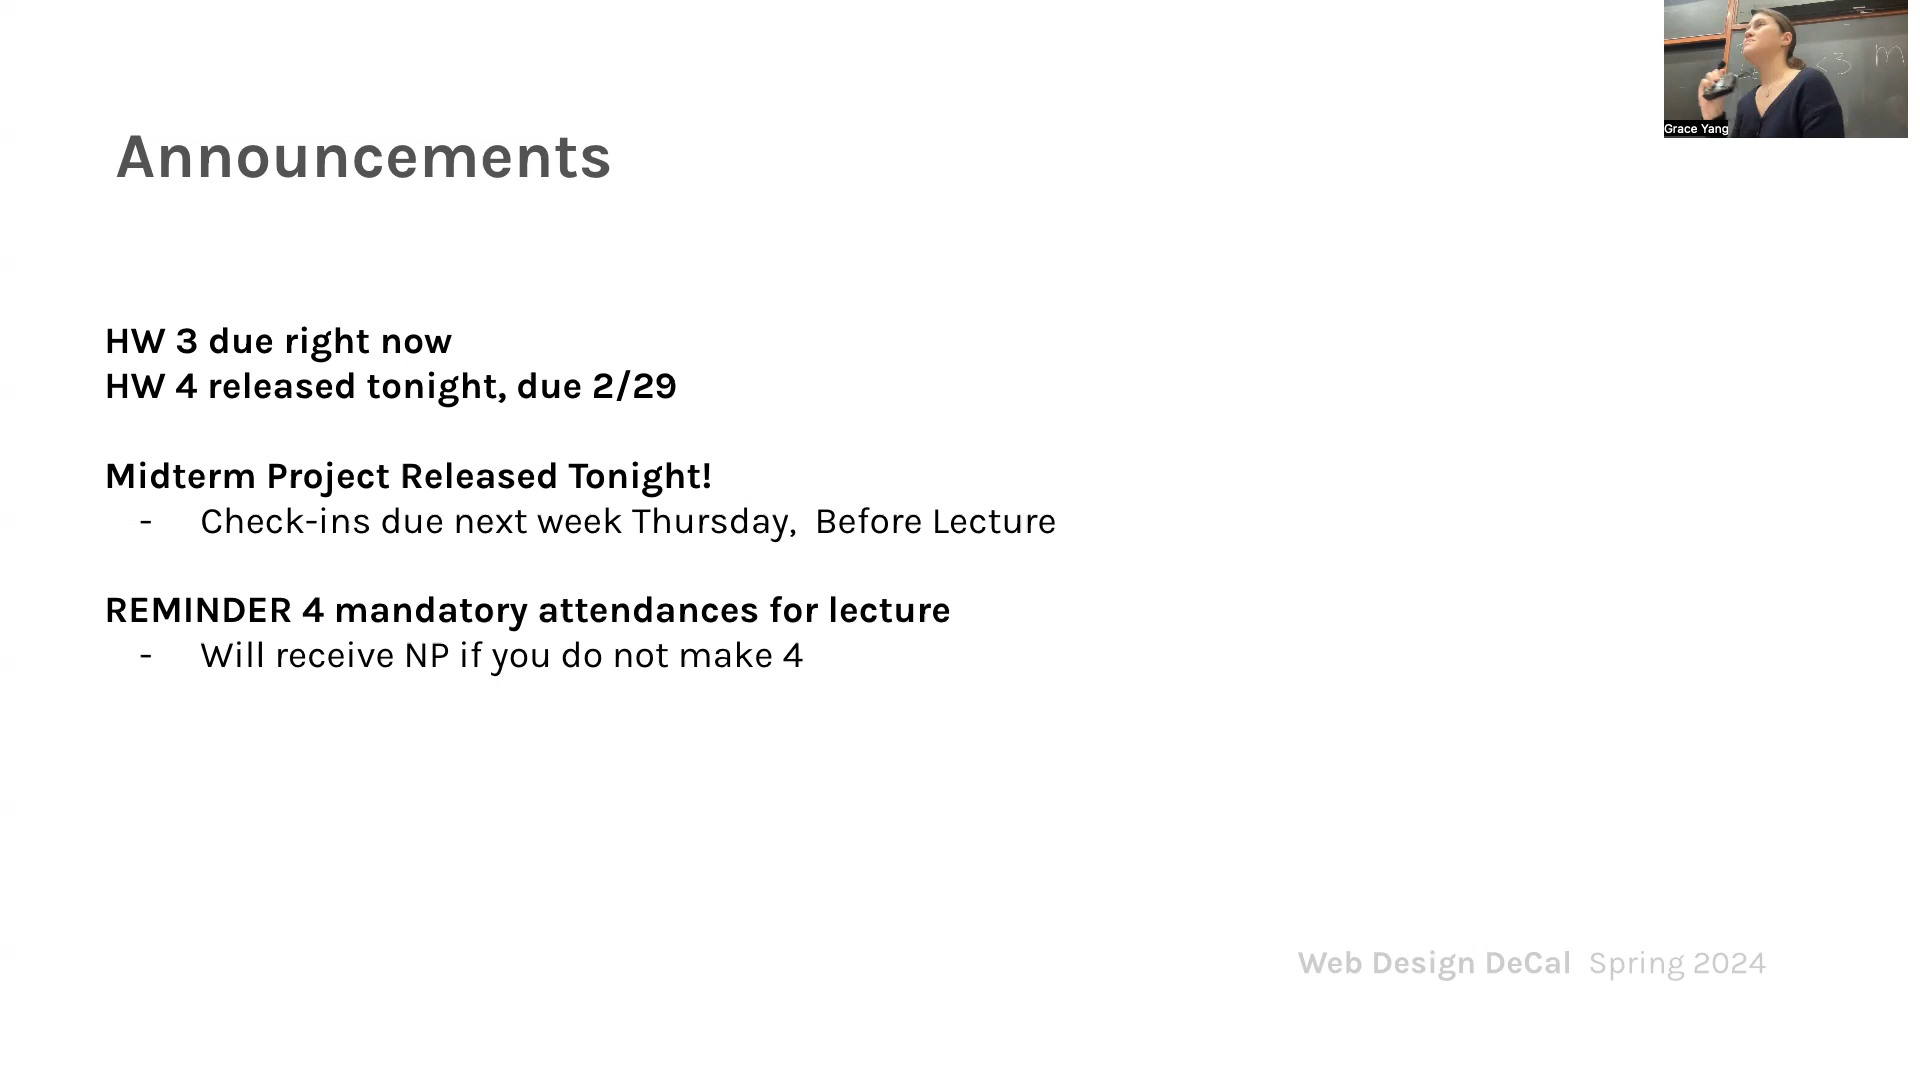 Announcements
HW 3 due right now
HW 4 released tonight, due 2/29
Midterm Project Released Tonight!
- Check-ins due next week Thursday, Before Lecture
REMINDER 4 mandatory attendances for lecture
- Will receive NP if you do not make 4
Grace Yang
<3 m
Web Design DeCal Spring 2024